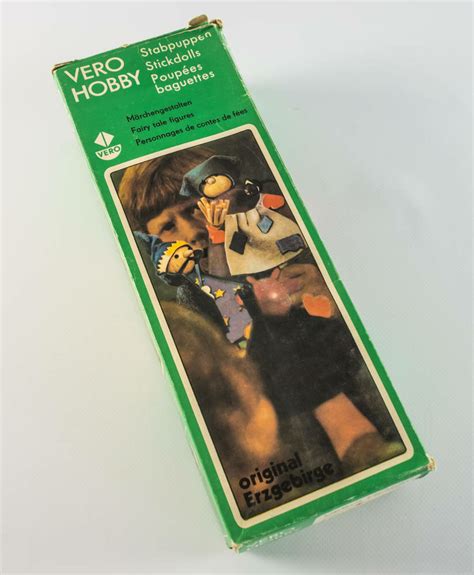 VERO
HOBBY
Stabpuppen
Stickdolls
Poupées
baguettes
Märchengestalten
Fairy tale figures
Personnages de contes de fées
VERO
original
Erzgebirge